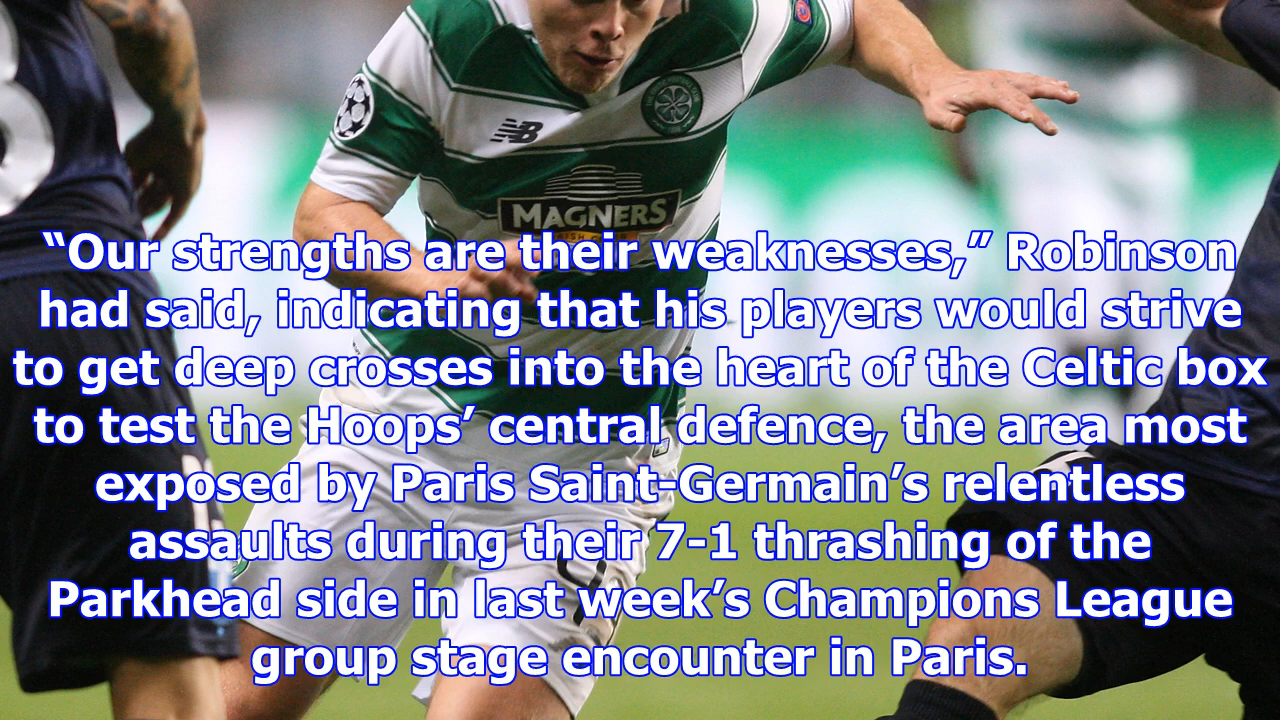 MAGNERS
“Our strengths are their weaknesses,” Robinson
had said, indicating that his players would strive
to get deep crosses into the heart of the Celtic box
to test the Hoops’ central defence, the area most
exposed by Paris Saint-Germain’s relentless
assaults during their 7-1 thrashing of the
Parkhead side in last week’s Champions League
group stage encounter in Paris.